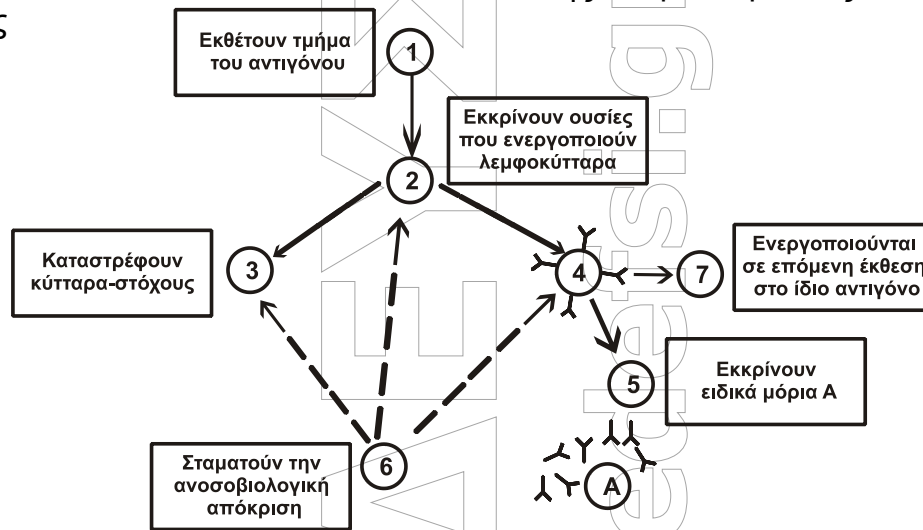 ς
Εκθέτουν τμήμα
του αντιγόνου
1
Εκκρίνουν ουσίες
που ενεργοποιούν
λεμφοκύτταρα
2
Καταστρέφουν
κύτταρα-στόχους
3
4
7
Ενεργοποιούνται
σε επόμενη έκθεση
στο ίδιο αντιγόνο
5
Εκκρίνουν
ειδικά μόρια Α
Σταματούν την
ανοσοβιολογική
απόκριση
6
Α